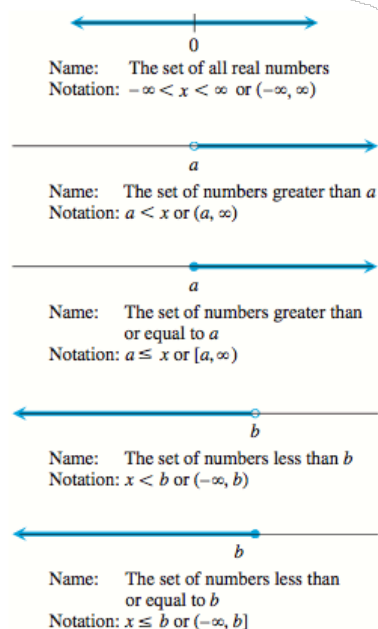 0
Name: The set of all real numbers
Notation: −∞ < x < ∞ or (−∞, ∞)
a
Name: The set of numbers greater than a
Notation: a < x or (a, ∞)
a
Name: The set of numbers greater than
or equal to a
Notation: a ≤ x or [a, ∞)
b
Name: The set of numbers less than b
Notation: x < b or (−∞, b)
b
Name: The set of numbers less than
or equal to b
Notation: x ≤ b or (−∞, b]